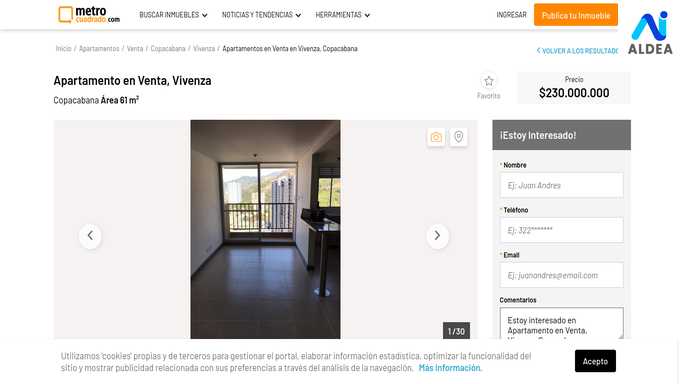 metro
cuadrado.com
BUSCAR INMUEBLES
NOTICIAS Y TENDENCIAS
HERRAMIENTAS
INGRESAR
Publica tu Inmueble
ALDEA
Inicio / Apartamentos / Venta / Copacabana / Vivenza / Apartamentos en Venta en Vivenza, Copacabana
VOLVER A LOS RESULTADO
Apartamento en Venta, Vivenza
Copacabana Área 61 m²
Favorito
Precio
$230.000.000
¡Estoy Interesado!
* Nombre
Ej: Juan Andres
* Teléfono
Ej: 322*******
* Email
Ej: juanandres@email.com
Comentarios
Estoy interesado en
Apartamento en Venta,
1 / 30
Utilizamos 'cookies' propias y de terceros para gestionar el portal, elaborar información estadística, optimizar la funcionalidad del
sitio y mostrar publicidad relacionada con sus preferencias a través del análisis de la navegación. Más información.
Acepto